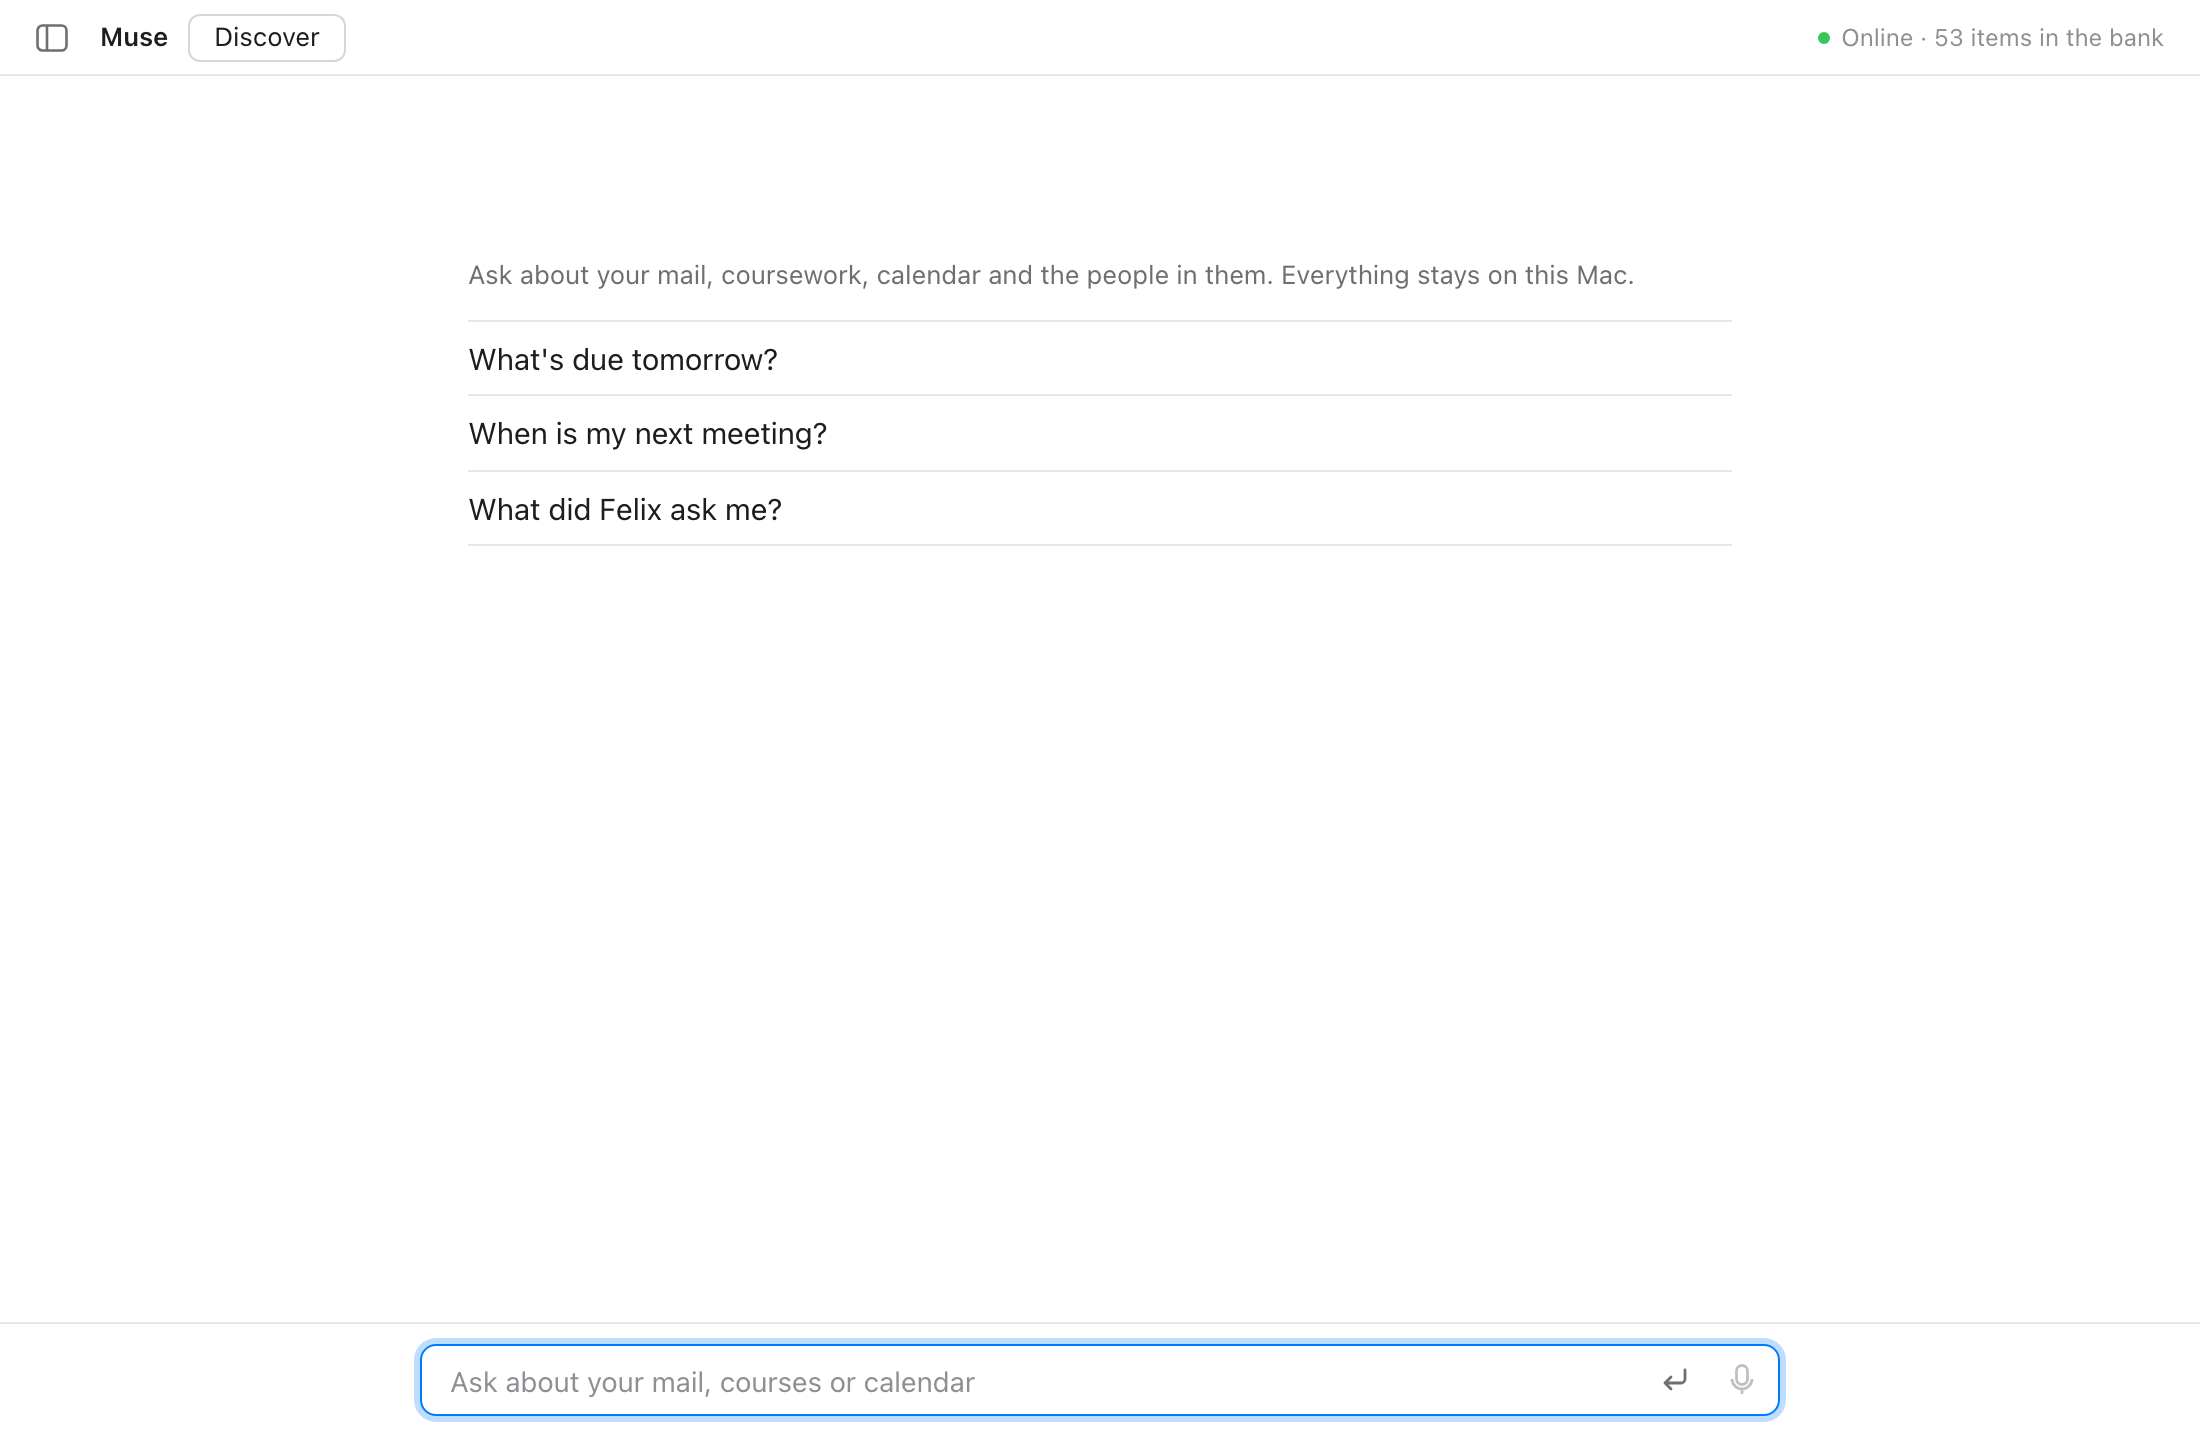 Muse Discover Online · 53 items in the bank
Ask about your mail, coursework, calendar and the people in them. Everything stays on this Mac.
What's due tomorrow?
When is my next meeting?
What did Felix ask me?
Ask about your mail, courses or calendar